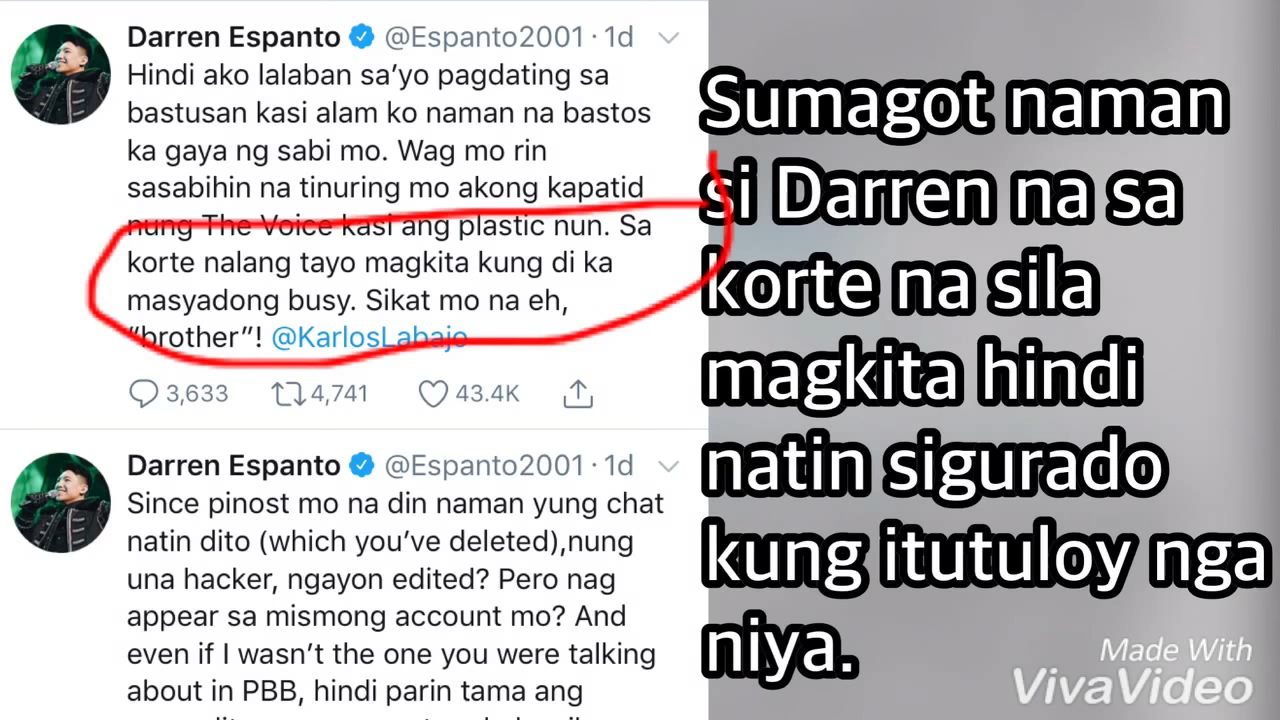 Darren Espanto @Espanto2001 · 1d
Hindi ako lalaban sa’yo pagdating sa
bastusan kasi alam ko naman na bastos
ka gaya ng sabi mo. Wag mo rin
sasabihin na tinuring mo akong kapatid
nung The Voice kasi ang plastic nun. Sa
korte nalang tayo magkita kung di ka
masyadong busy. Sikat mo na eh,
“brother”! @KarlosLabajo
3,633 4,741 43.4K
Darren Espanto @Espanto2001 · 1d
Since pinost mo na din naman yung chat
natin dito (which you’ve deleted),nung
una hacker, ngayon edited? Pero nag
appear sa mismong account mo? And
even if I wasn’t the one you were talking
about in PBB, hindi parin tama ang
Sumagot naman
si Darren na sa
korte na sila
magkita hindi
natin sigurado
kung itutuloy nga
niya.
Made With
VivaVideo